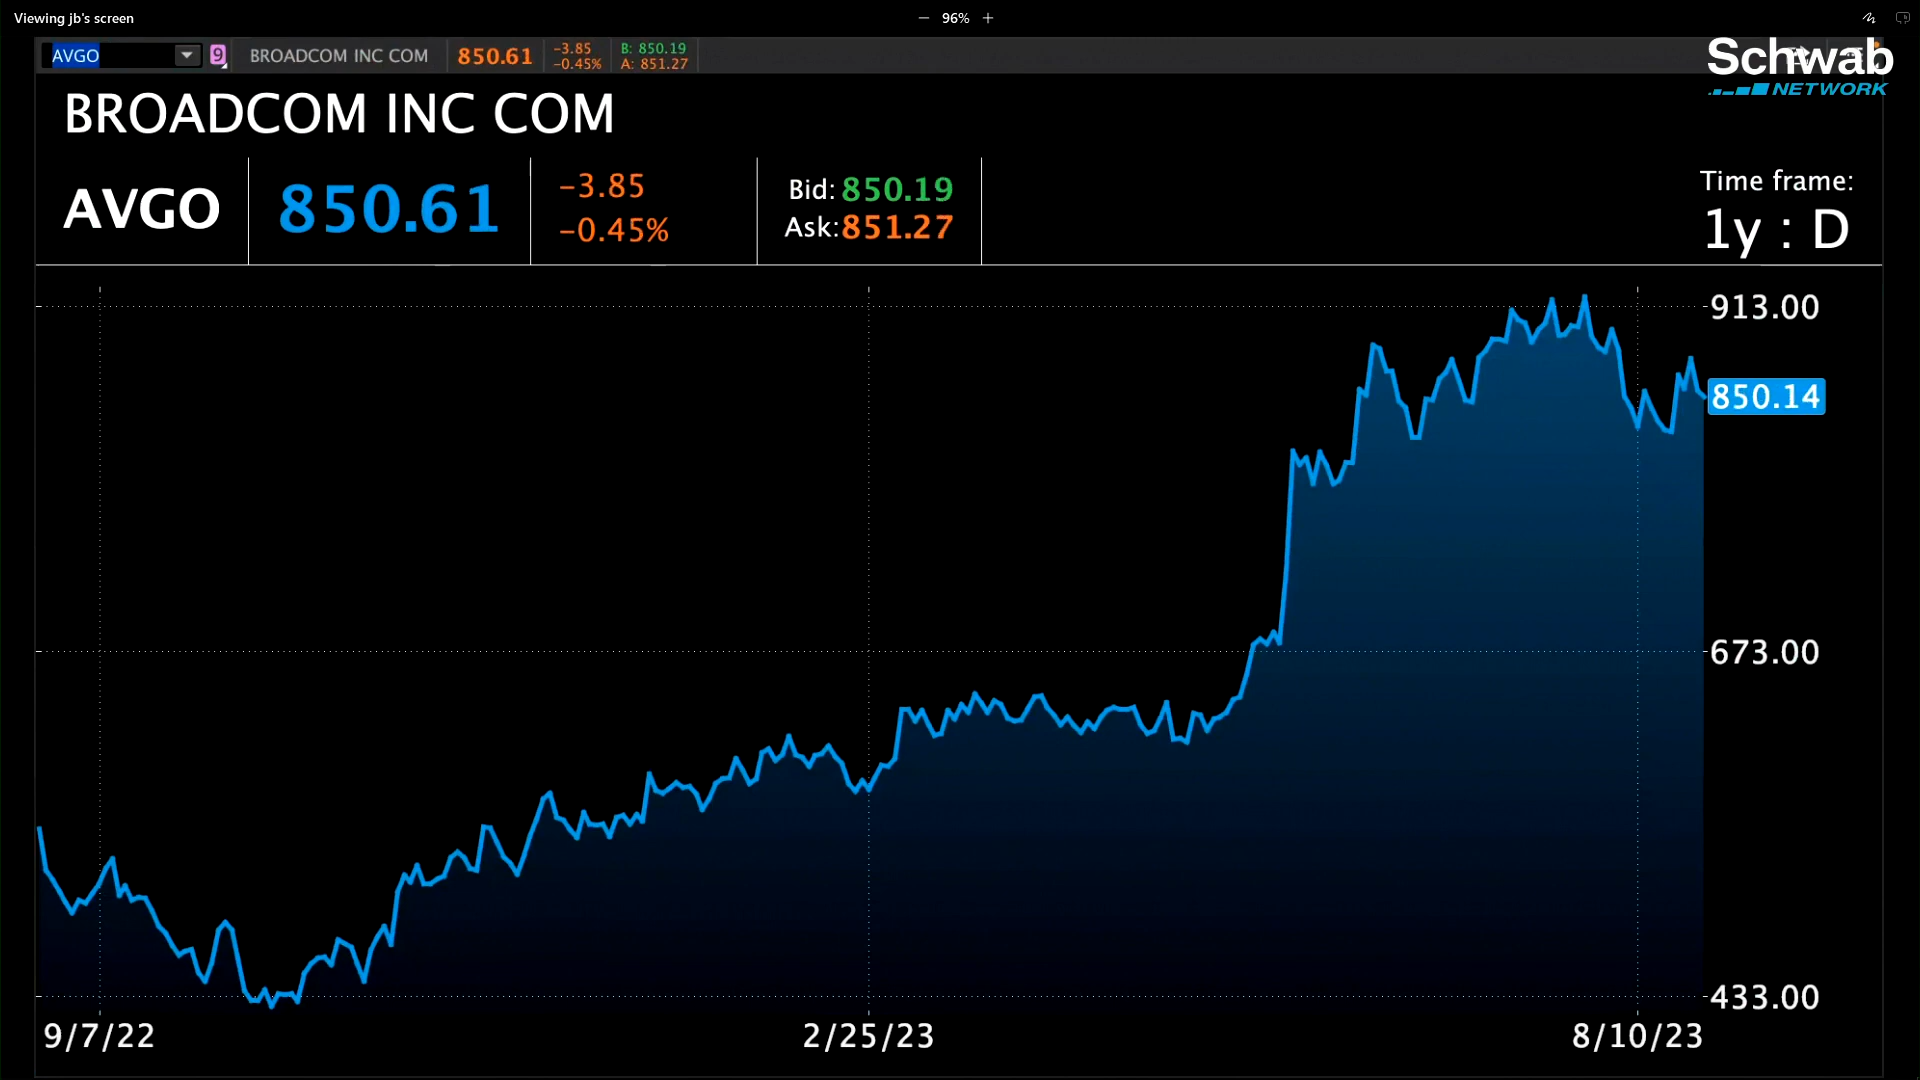 Viewing jb's screen
− 96% +
AVGO 9 BROADCOM INC COM 850.61 −3.85 B: 850.19
−0.45% A: 851.27
Schwab
NETWORK
BROADCOM INC COM
AVGO 850.61
−3.85
−0.45%
Bid: 850.19
Ask: 851.27
Time frame:
1y : D
913.00
850.14
673.00
433.00
9/7/22 2/25/23 8/10/23